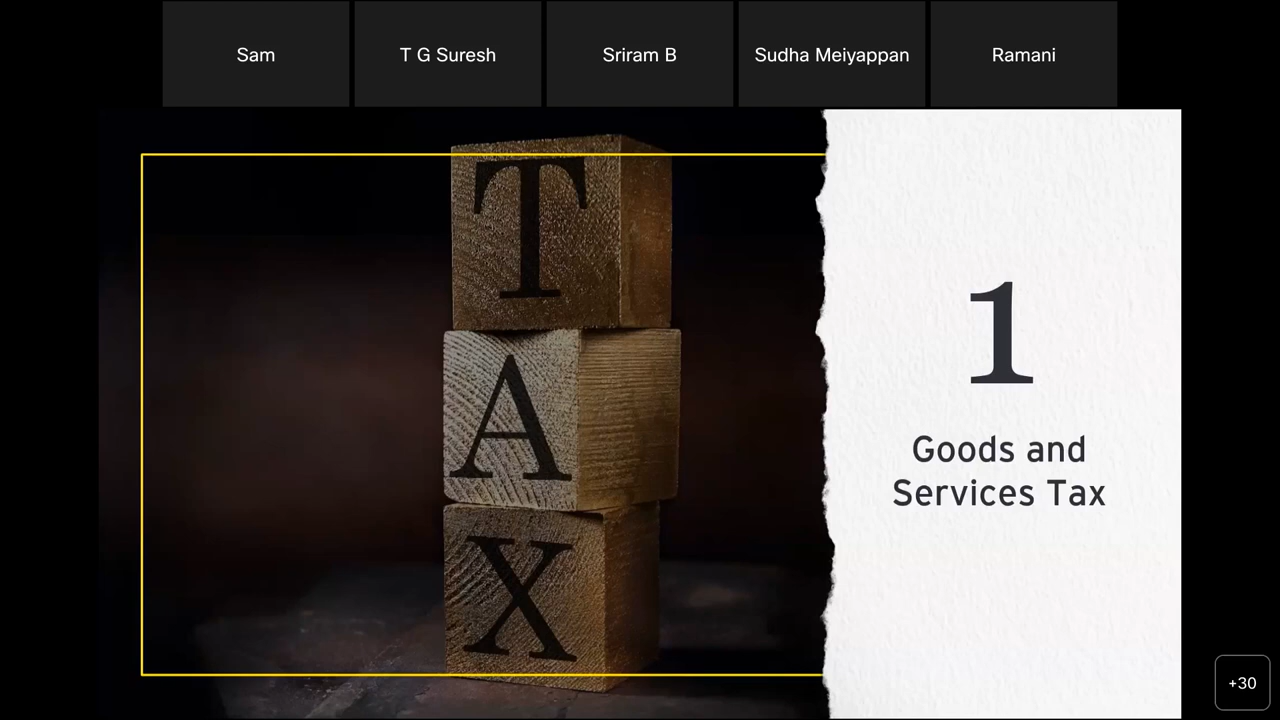 Sam
T G Suresh
Sriram B
Sudha Meiyappan
Ramani
T
A
X
1
Goods and
Services Tax
+30